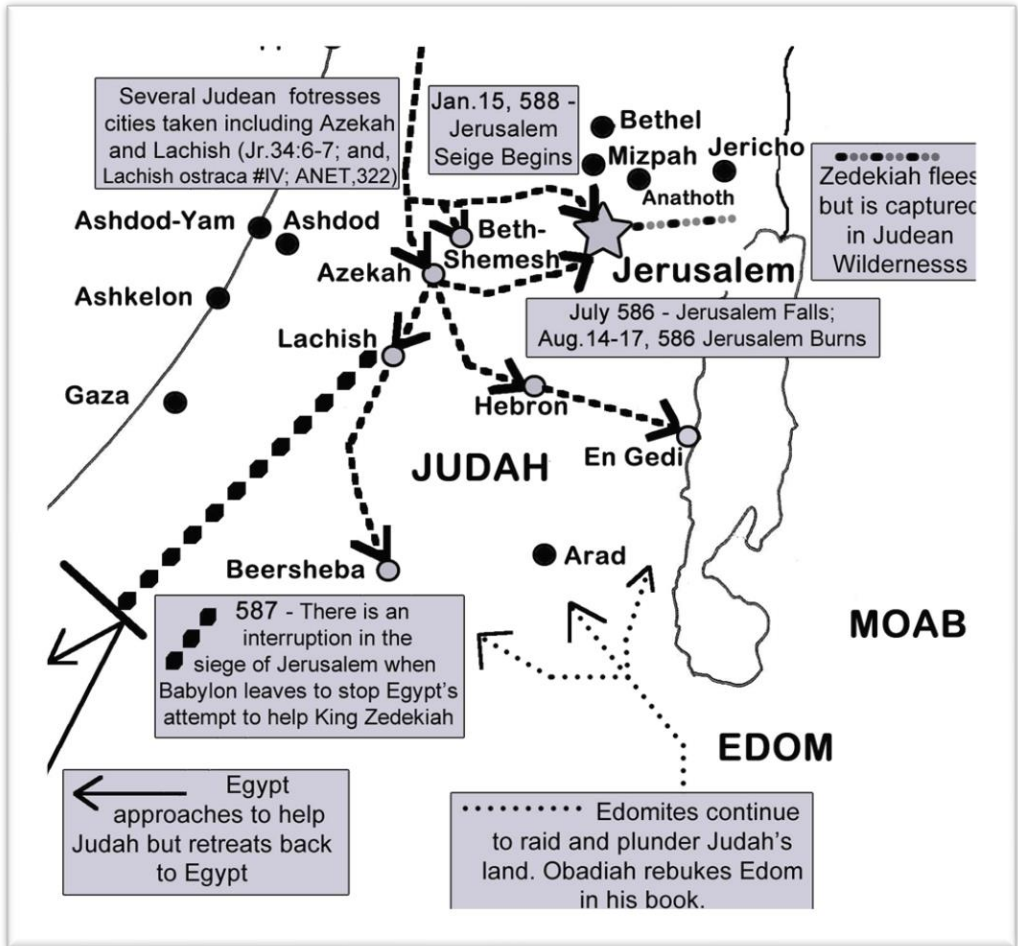 Several Judean fotresses
cities taken including Azekah
and Lachish (Jr.34:6-7; and,
Lachish ostraca #IV; ANET,322)
Jan.15, 588 -
Jerusalem
Seige Begins
Bethel
Mizpah
Jericho
Anathoth
Zedekiah flees
but is captured
in Judean
Wildernesss
Ashdod-Yam
Ashdod
Beth-
Shemesh
Azekah
Jerusalem
Ashkelon
July 586 - Jerusalem Falls;
Aug.14-17, 586 Jerusalem Burns
Lachish
Gaza
Hebron
En Gedi
JUDAH
Beersheba
Arad
MOAB
587 - There is an
interruption in the
siege of Jerusalem when
Babylon leaves to stop Egypt's
attempt to help King Zedekiah
EDOM
Egypt
approaches to help
Judah but retreats back
to Egypt
Edomites continue
to raid and plunder Judah's
land. Obadiah rebukes Edom
in his book.